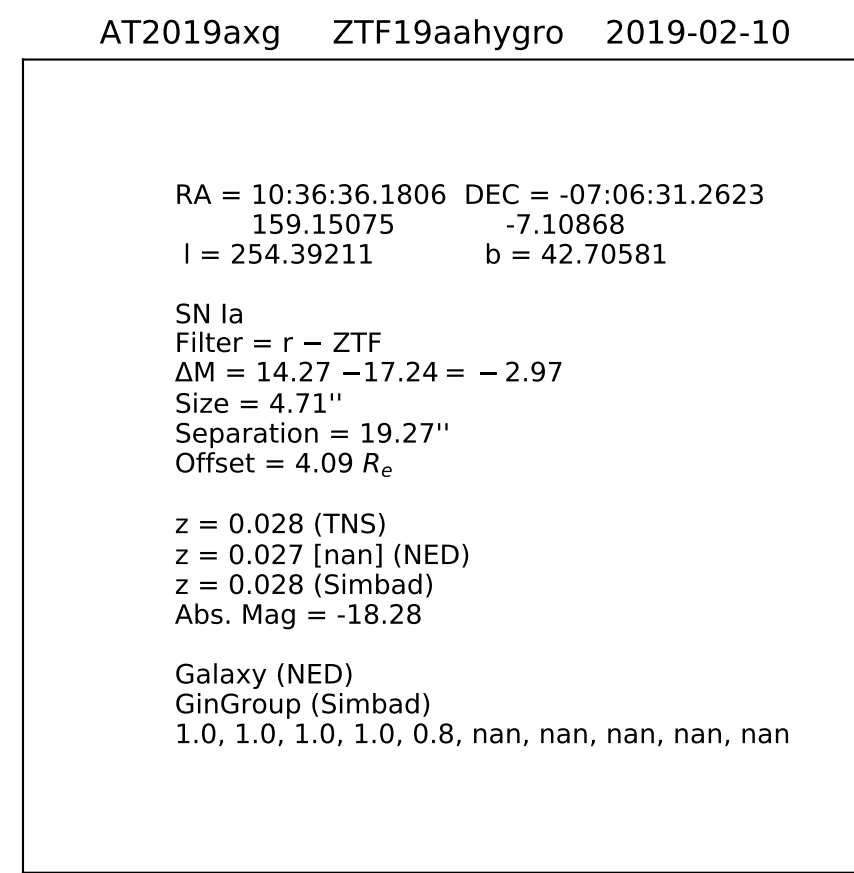 AT2019axg ZTF19aahygro 2019-02-10
RA = 10:36:36.1806 DEC = -07:06:31.2623
159.15075 -7.10868
l = 254.39211 b = 42.70581
SN Ia
Filter = r − ZTF
ΔM = 14.27 −17.24 = − 2.97
Size = 4.71''
Separation = 19.27''
Offset = 4.09 Rₑ
z = 0.028 (TNS)
z = 0.027 [nan] (NED)
z = 0.028 (Simbad)
Abs. Mag = -18.28
Galaxy (NED)
GinGroup (Simbad)
1.0, 1.0, 1.0, 1.0, 0.8, nan, nan, nan, nan, nan